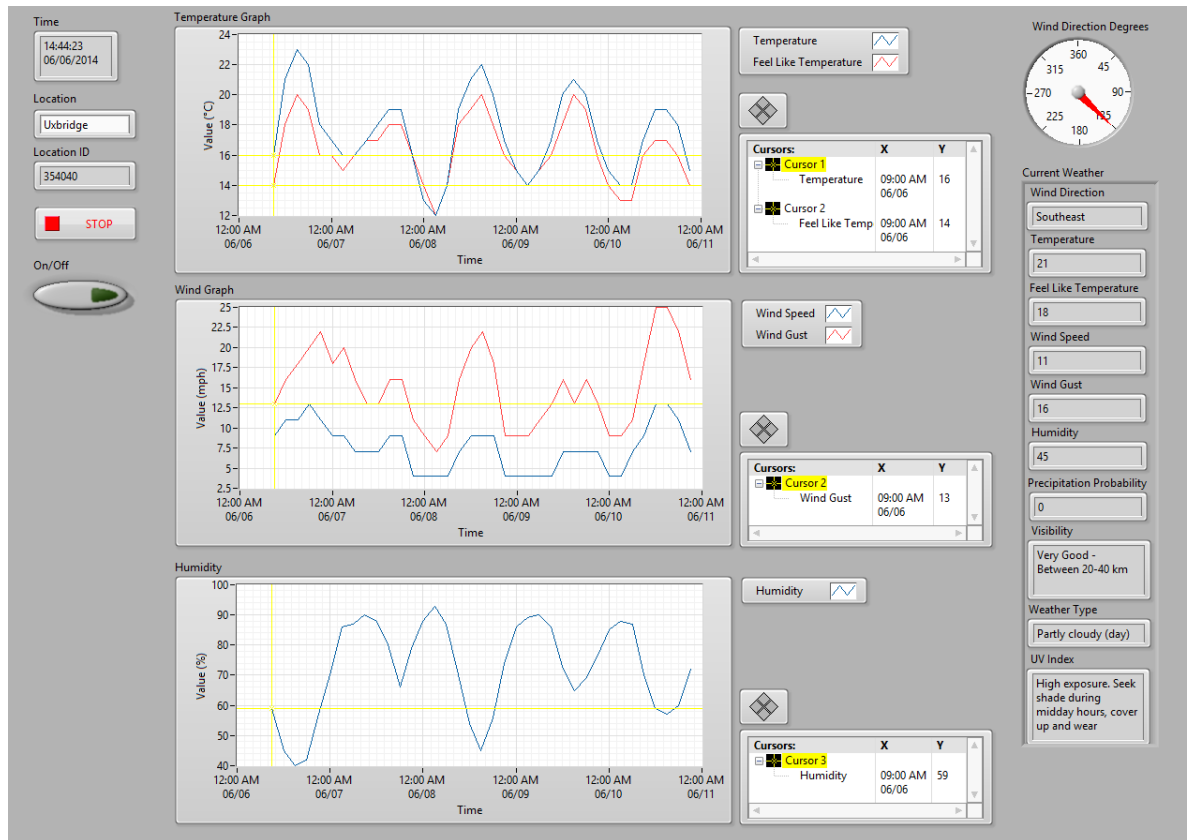 Time
14:44:23
06/06/2014
Location
Uxbridge
Location ID
354040
STOP
On/Off
Temperature Graph
24
22
20
18
16
14
12
Value (°C)
12:00 AM 12:00 AM 12:00 AM 12:00 AM 12:00 AM 12:00 AM
06/06 06/07 06/08 06/09 06/10 06/11
Time
Temperature
Feel Like Temperature
Cursors: X Y
Cursor 1
Temperature 09:00 AM 16
06/06
Cursor 2
Feel Like Temp 09:00 AM 14
06/06
Wind Graph
25
22.5
20
17.5
15
12.5
10
7.5
5
2.5
Value (mph)
12:00 AM 12:00 AM 12:00 AM 12:00 AM 12:00 AM 12:00 AM
06/06 06/07 06/08 06/09 06/10 06/11
Time
Wind Speed
Wind Gust
Cursors: X Y
Cursor 2
Wind Gust 09:00 AM 13
06/06
Humidity
100
90
80
70
60
50
40
Value (%)
12:00 AM 12:00 AM 12:00 AM 12:00 AM 12:00 AM 12:00 AM
06/06 06/07 06/08 06/09 06/10 06/11
Time
Humidity
Cursors: X Y
Cursor 3
Humidity 09:00 AM 59
06/06
Wind Direction Degrees
360
315 45
270 90
225 135
180
Current Weather
Wind Direction
Southeast
Temperature
21
Feel Like Temperature
18
Wind Speed
11
Wind Gust
16
Humidity
45
Precipitation Probability
0
Visibility
Very Good -
Between 20-40 km
Weather Type
Partly cloudy (day)
UV Index
High exposure. Seek
shade during
midday hours, cover
up and wear